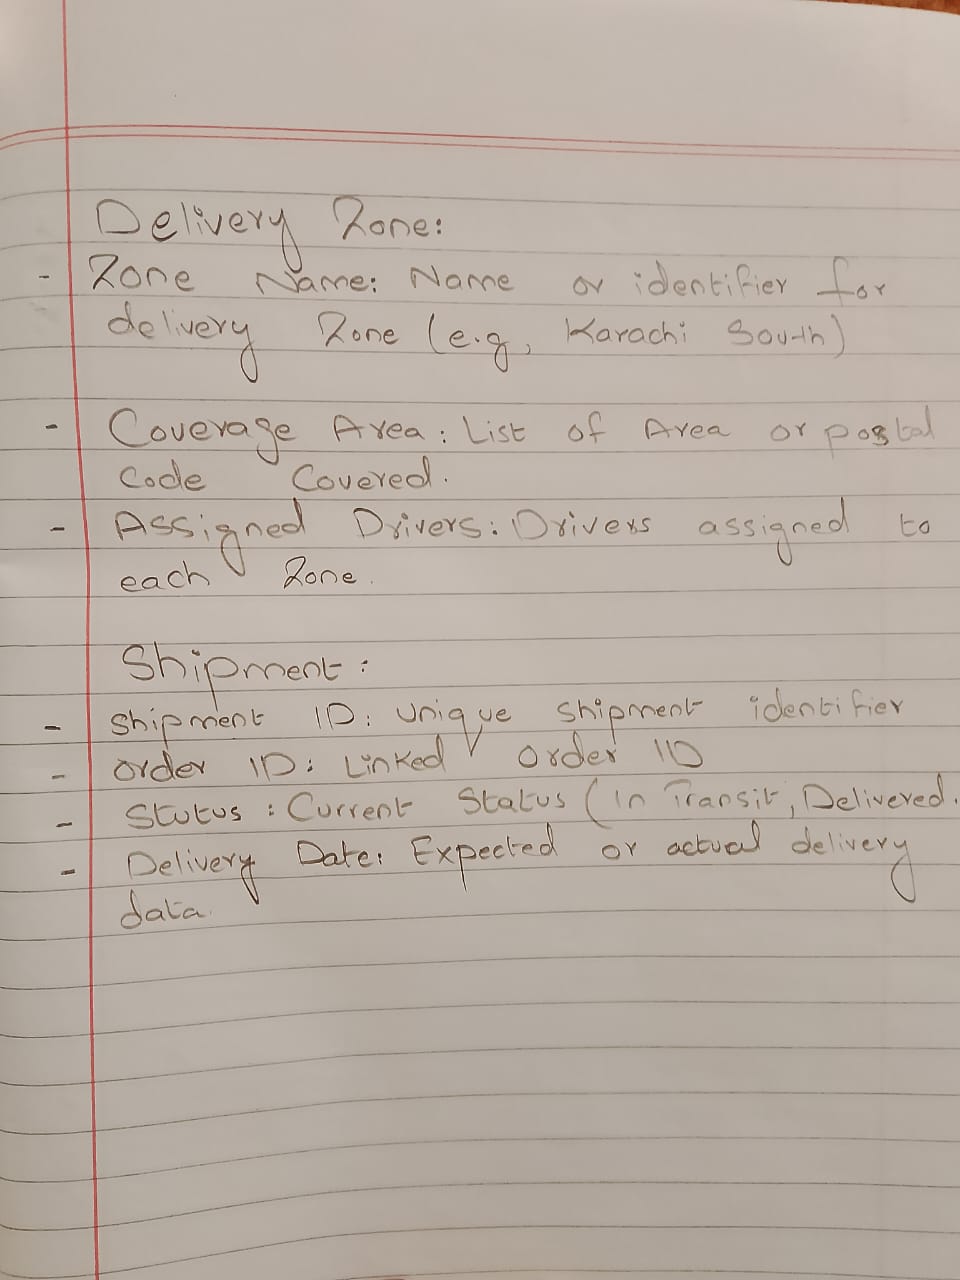 Delivery Zone:
- Zone Name: Name or identifier for
delivery Zone (e.g, Karachi South)
- Coverage Area: List of Area or postal
Code Covered.
- Assigned Drivers: Drivers assigned to
each Zone.
Shipment:
- Shipment ID: Unique Shipment identifier
- Order ID: Linked Order ID
- Stutus: Current Status (In Transit, Delivered.
- Delivery Date: Expected or actual delivery
data.